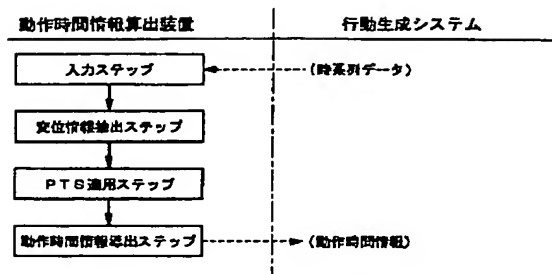 動作時間情報算出装置
行動生成システム
入力ステップ
(時系列データ)
変位情報抽出ステップ
PTS適用ステップ
動作時間情報導出ステップ
(動作時間情報)